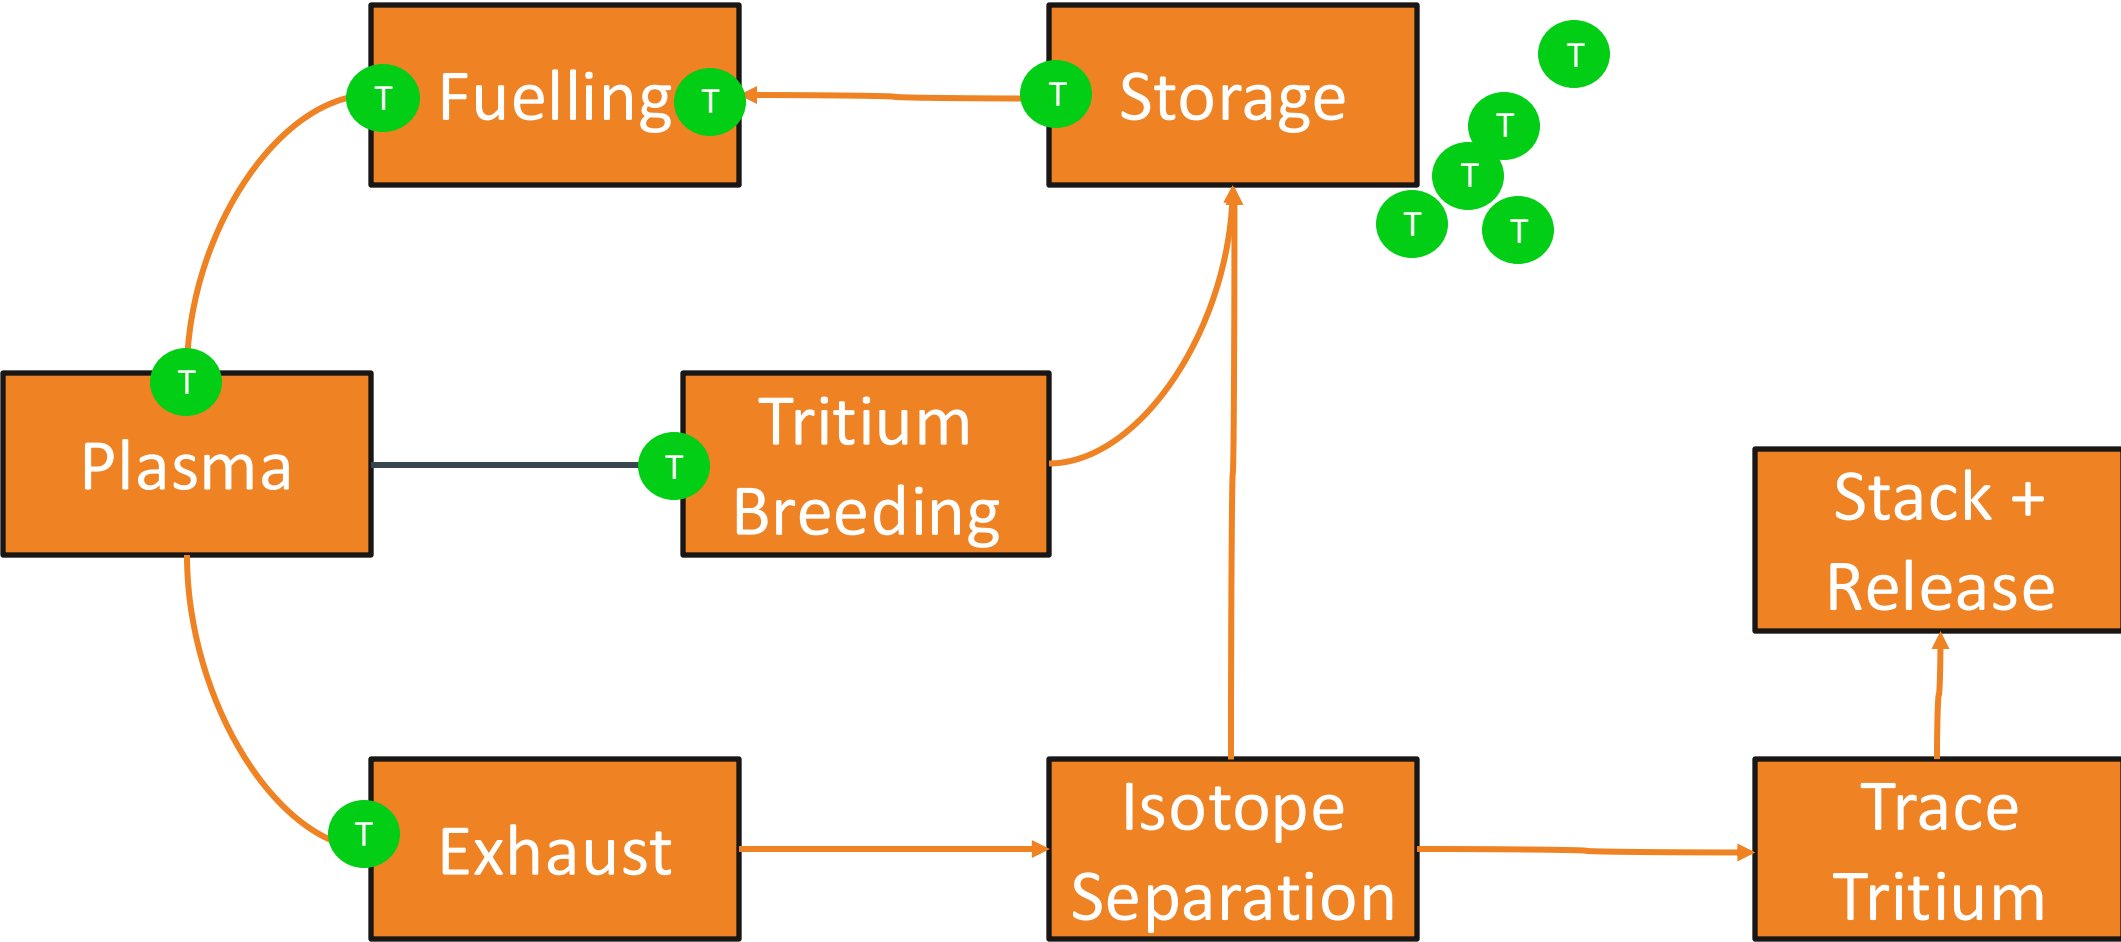 T
Fuelling
T
T
Storage
T
T
T
T
T
T
Plasma
T
Tritium
Breeding
Stack +
Release
T
Exhaust
Isotope
Separation
Trace
Tritium